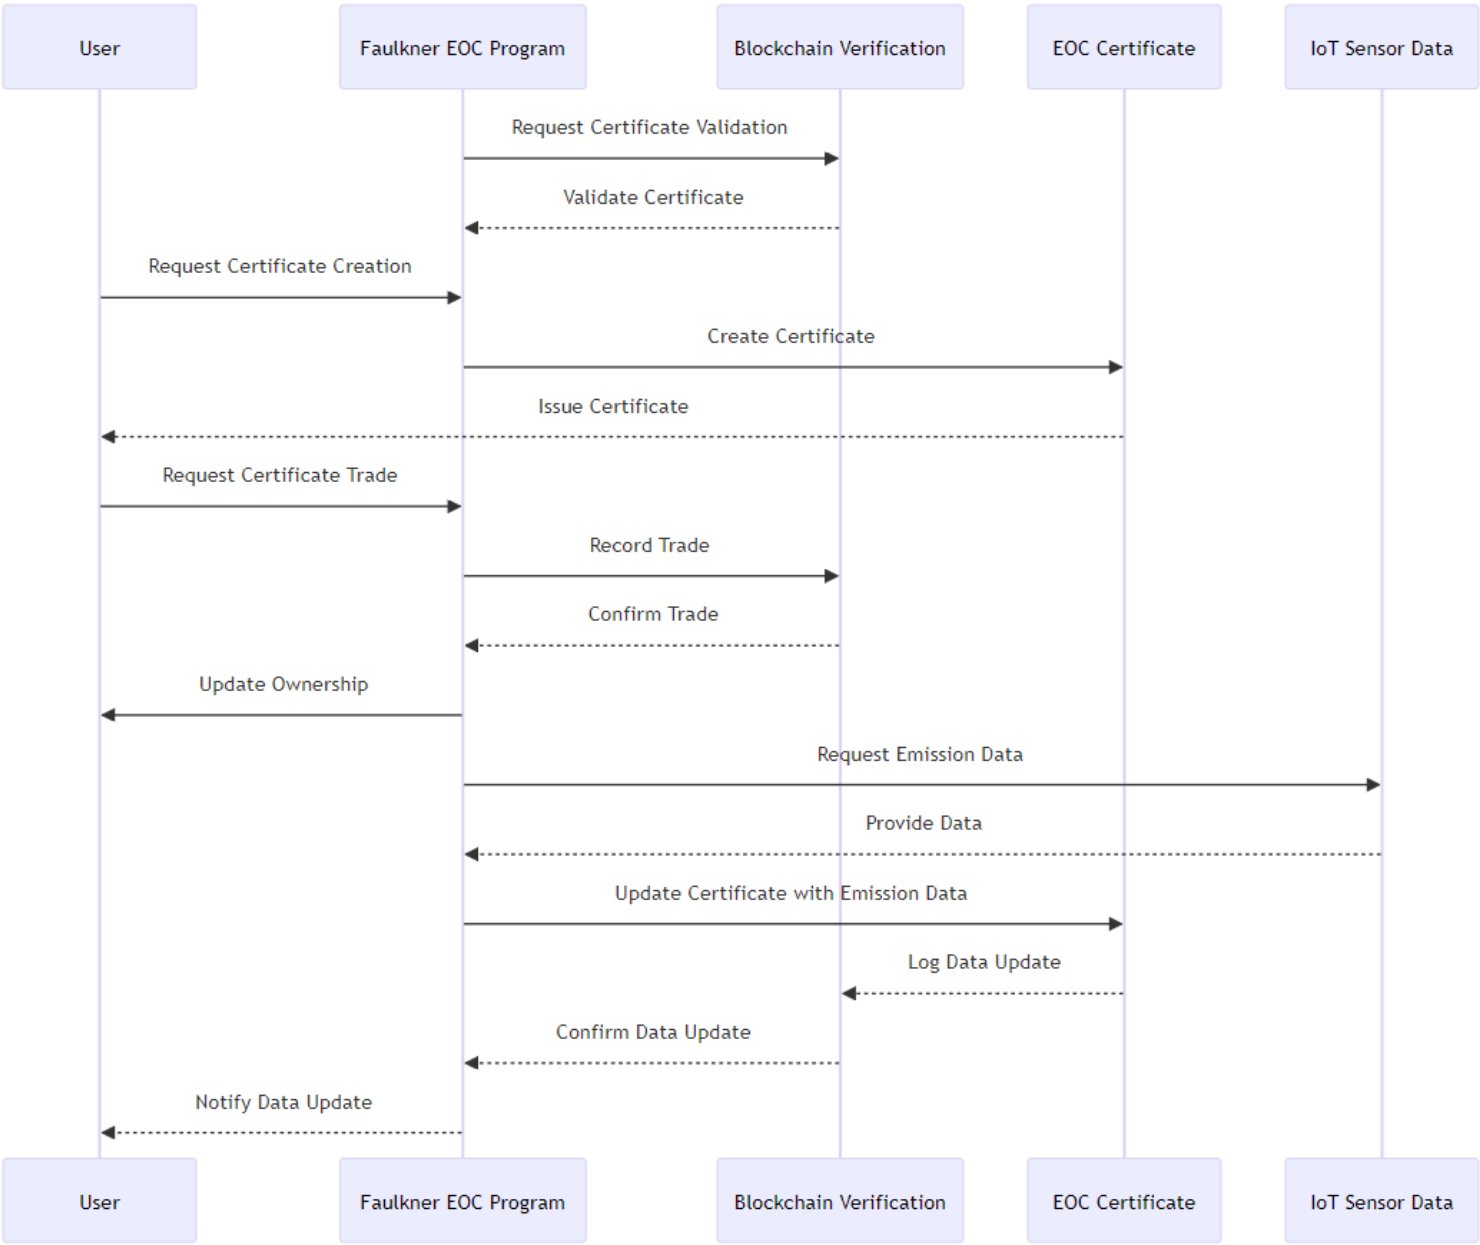 User
Faulkner EOC Program
Blockchain Verification
EOC Certificate
IoT Sensor Data
Request Certificate Validation
Validate Certificate
Request Certificate Creation
Create Certificate
Issue Certificate
Request Certificate Trade
Record Trade
Confirm Trade
Update Ownership
Request Emission Data
Provide Data
Update Certificate with Emission Data
Log Data Update
Confirm Data Update
Notify Data Update
User
Faulkner EOC Program
Blockchain Verification
EOC Certificate
IoT Sensor Data